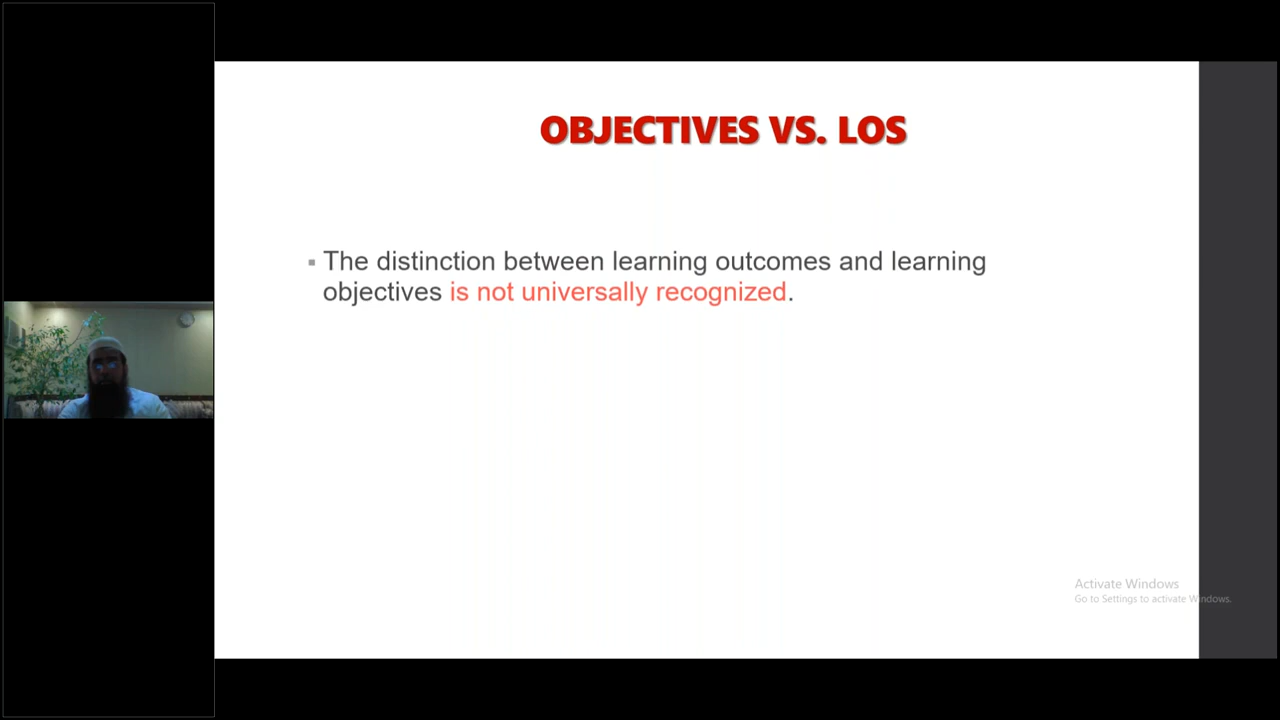 OBJECTIVES VS. LOS
▪ The distinction between learning outcomes and learning
objectives is not universally recognized.
Activate Windows
Go to Settings to activate Windows.